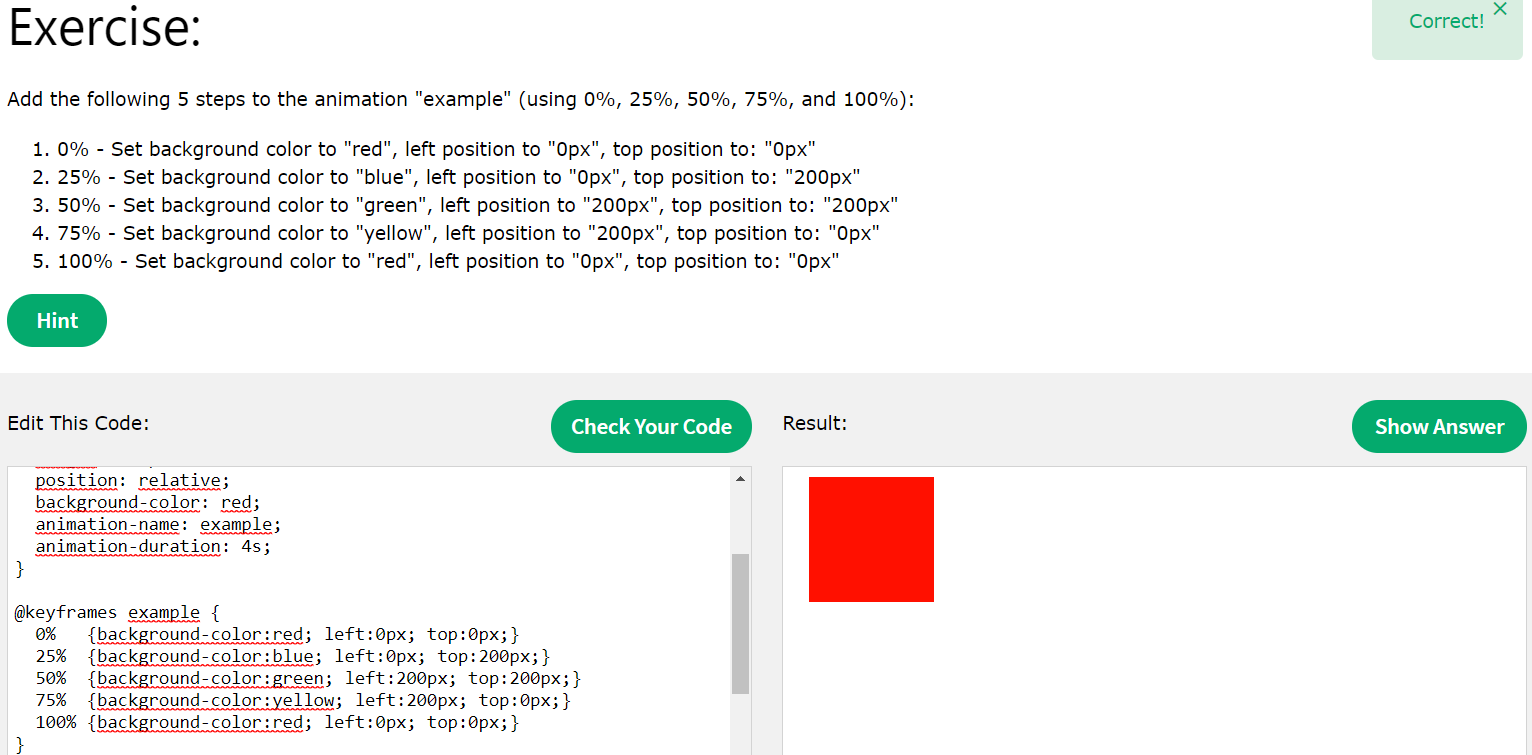 Exercise:
Correct! ×
Add the following 5 steps to the animation "example" (using 0%, 25%, 50%, 75%, and 100%):
1. 0% - Set background color to "red", left position to "0px", top position to: "0px"
2. 25% - Set background color to "blue", left position to "0px", top position to: "200px"
3. 50% - Set background color to "green", left position to "200px", top position to: "200px"
4. 75% - Set background color to "yellow", left position to "200px", top position to: "0px"
5. 100% - Set background color to "red", left position to "0px", top position to: "0px"
Hint
Edit This Code:
Check Your Code
Result:
Show Answer
position: relative;
background-color: red;
animation-name: example;
animation-duration: 4s;
}
@keyframes example {
0% {background-color:red; left:0px; top:0px;}
25% {background-color:blue; left:0px; top:200px;}
50% {background-color:green; left:200px; top:200px;}
75% {background-color:yellow; left:200px; top:0px;}
100% {background-color:red; left:0px; top:0px;}
}